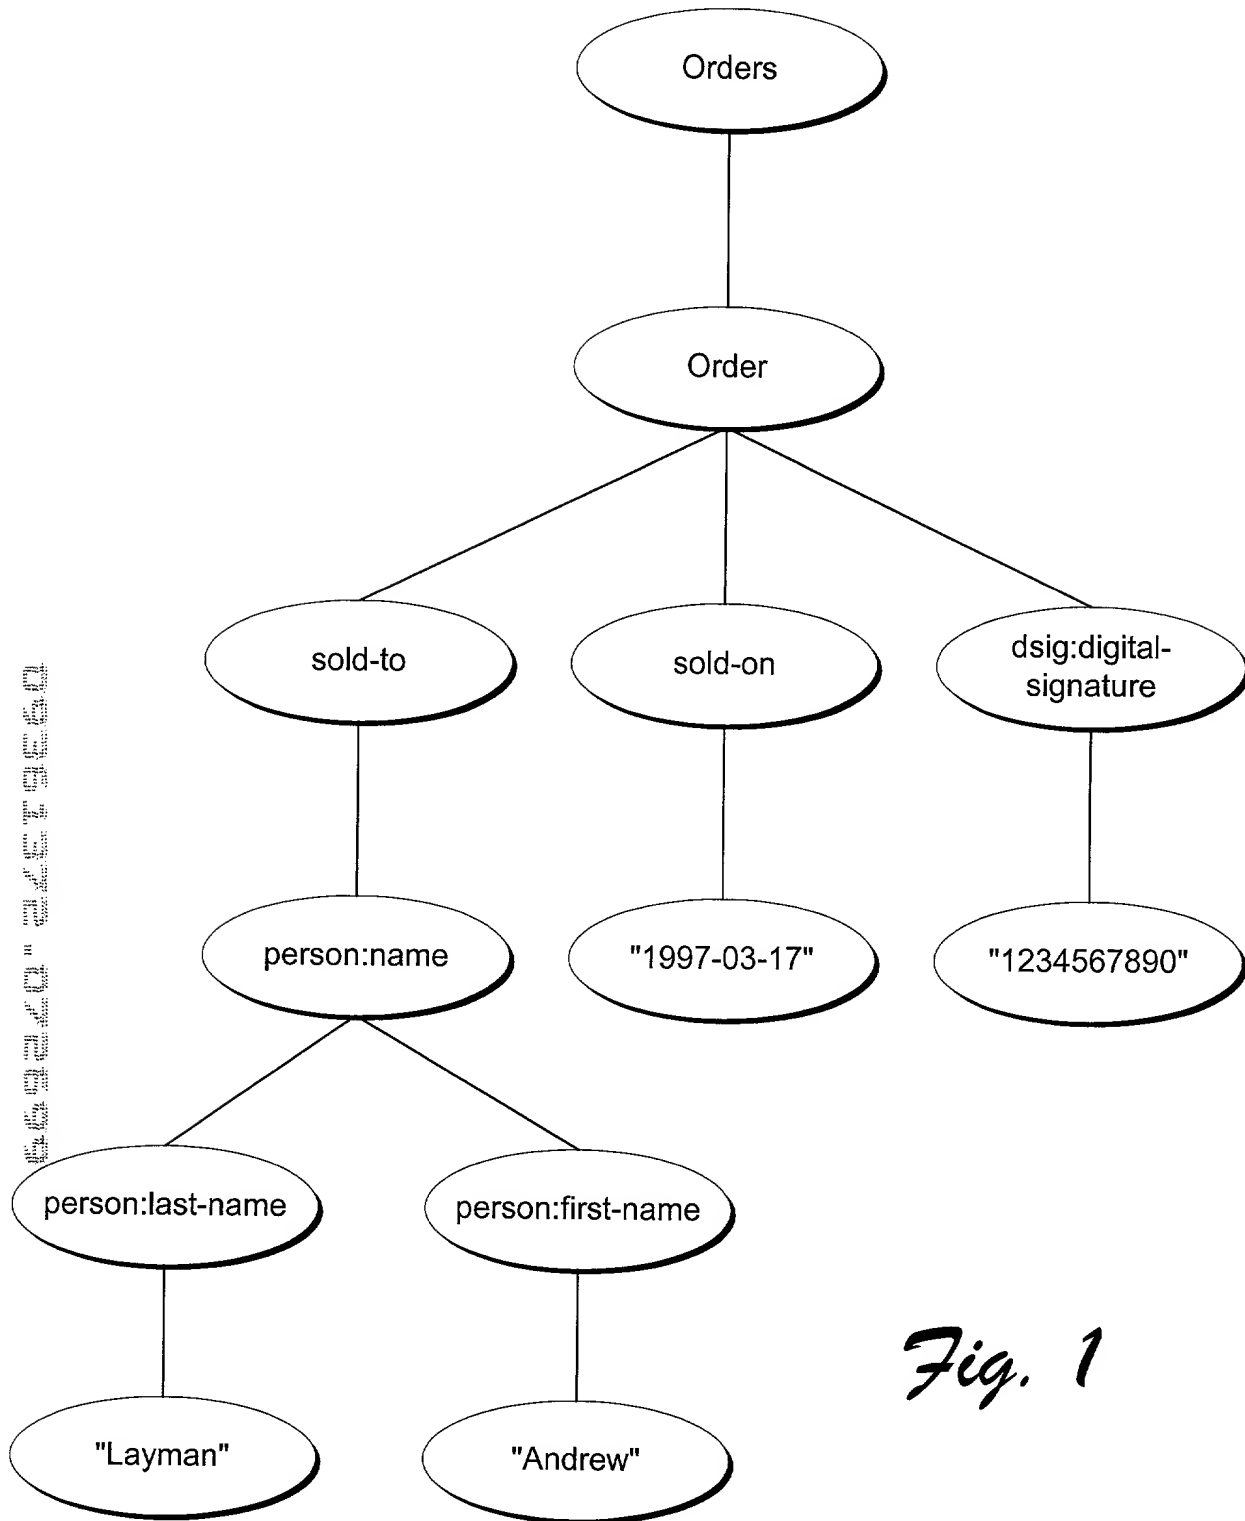 Orders
Order
sold-to
sold-on
dsig:digital-
signature
person:name
"1997-03-17"
"1234567890"
person:last-name
person:first-name
"Layman"
"Andrew"
Fig. 1